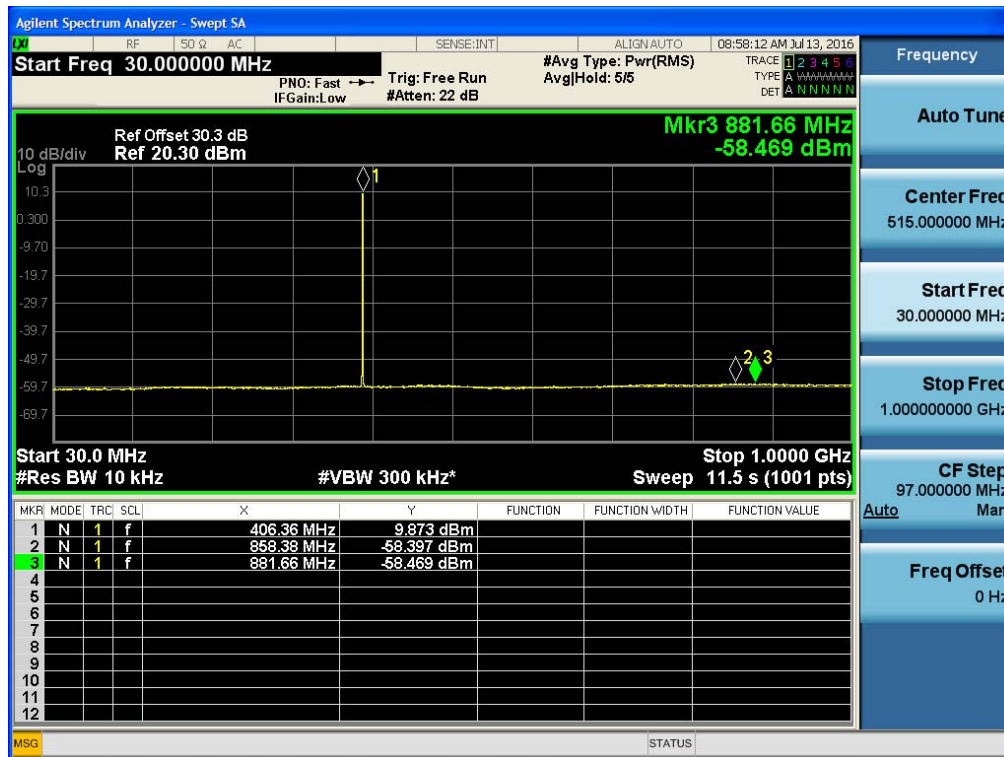 Agilent Spectrum Analyzer - Swept SA
LXI RF 50 Ω AC SENSE:INT ALIGN AUTO 08:58:12 AM Jul 13, 2016
Start Freq 30.000000 MHz
PNO: Fast
IFGain:Low
Trig: Free Run
#Atten: 22 dB
#Avg Type: Pwr(RMS)
Avg|Hold: 5/5
TRACE 1 2 3 4 5 6
TYPE A WWWWW
DET A N N N N N
Mkr3 881.66 MHz
-58.469 dBm
Ref Offset 30.3 dB
10 dB/div Ref 20.30 dBm
Log
1
10.3
0.300
-9.70
-19.7
-29.7
-39.7
-49.7
2 3
-59.7
-69.7
Start 30.0 MHz Stop 1.0000 GHz
#Res BW 10 kHz #VBW 300 kHz* Sweep 11.5 s (1001 pts)
MKR MODE TRC SCL X Y FUNCTION FUNCTION WIDTH FUNCTION VALUE
1 N 1 f 406.36 MHz 9.873 dBm
2 N 1 f 858.38 MHz -58.397 dBm
3 N 1 f 881.66 MHz -58.469 dBm
4
5
6
7
8
9
10
11
12
MSG STATUS
Frequency
Auto Tune
Center Freq
515.000000 MHz
Start Freq
30.000000 MHz
Stop Freq
1.000000000 GHz
CF Step
97.000000 MHz
Auto Man
Freq Offset
0 Hz